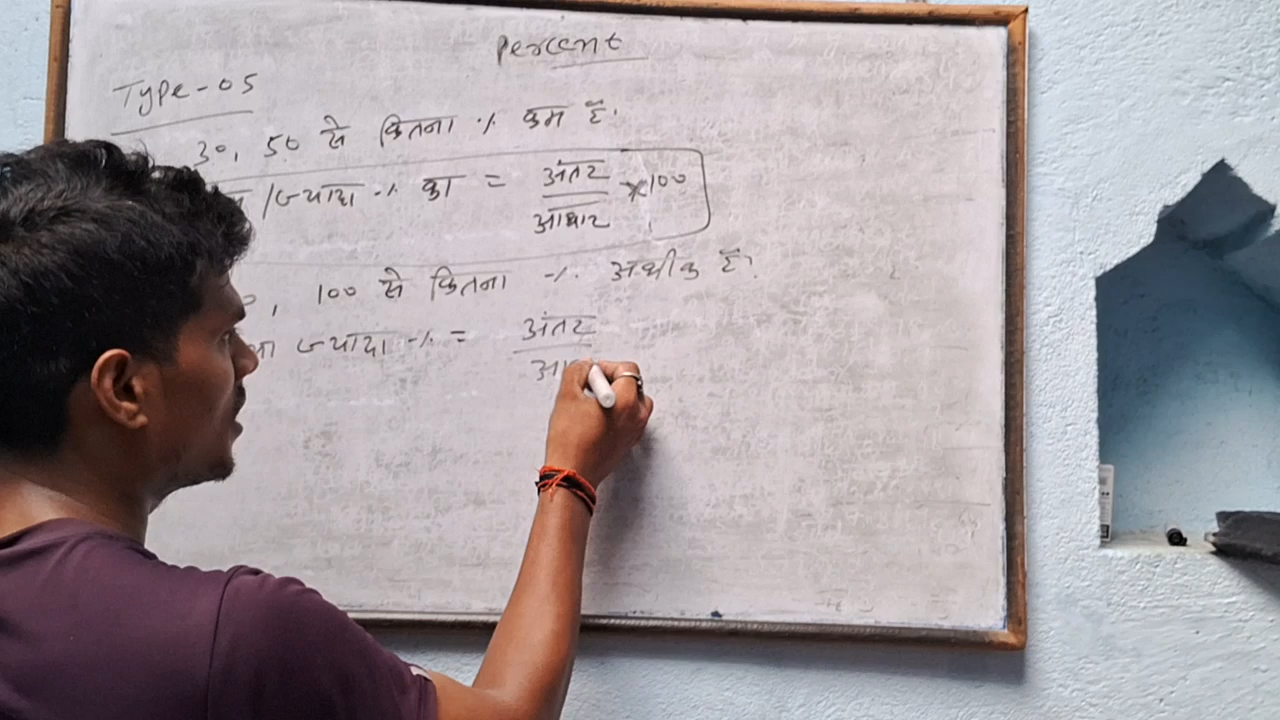 Percent
Type-05
30, 50 से कितना % कम है.
/ज्यादा % का = अंतर/आधार × 100
, 100 से कितना % अधीक है?
ज्यादा % = अंतर